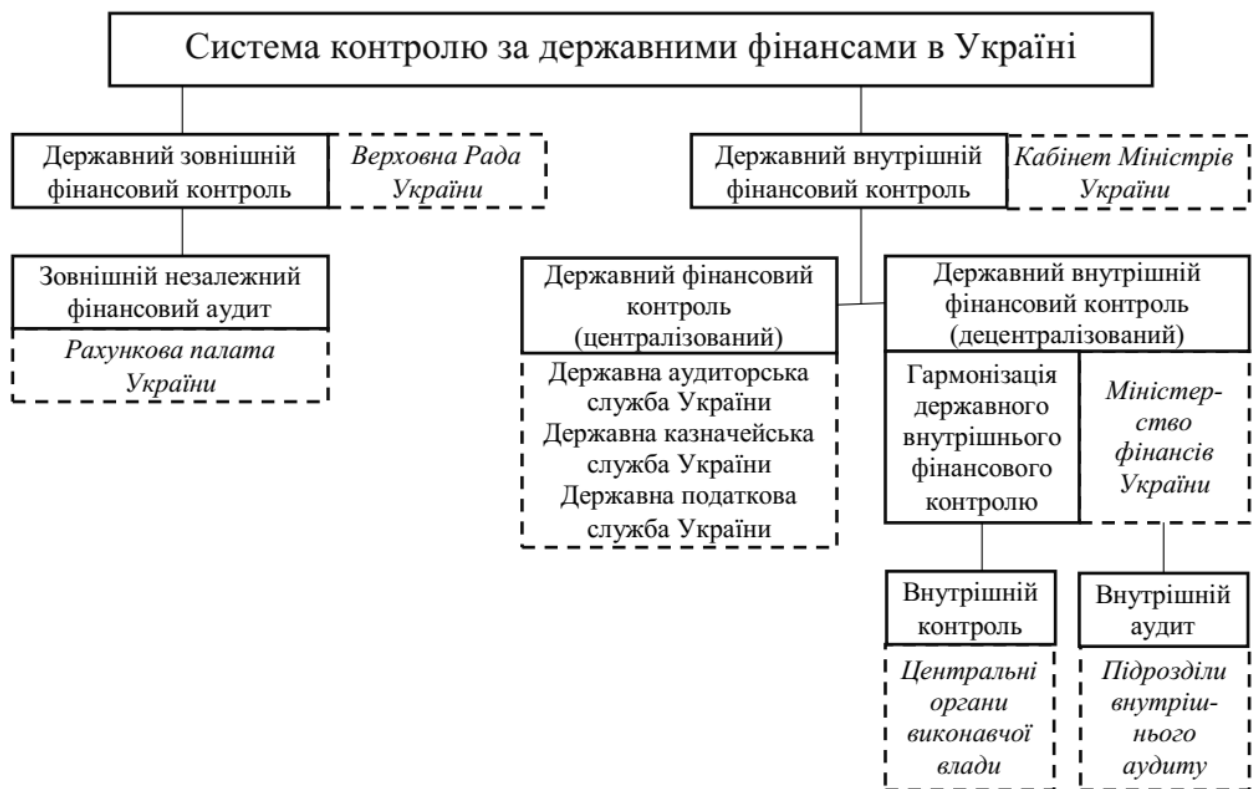 Система контролю за державними фінансами в Україні
Державний зовнішній
фінансовий контроль
Верховна Рада
України
Державний внутрішній
фінансовий контроль
Кабінет Міністрів
України
Зовнішній незалежний
фінансовий аудит
Рахункова палата
України
Державний фінансовий
контроль
(централізований)
Державна аудиторська
служба України
Державна казначейська
служба України
Державна податкова
служба України
Державний внутрішній
фінансовий контроль
(децентралізований)
Гармонізація
державного
внутрішнього
фінансового
контролю
Міністер-
ство
фінансів
України
Внутрішній
контроль
Центральні
органи
виконавчої
влади
Внутрішній
аудит
Підрозділи
внутріш-
нього
аудиту